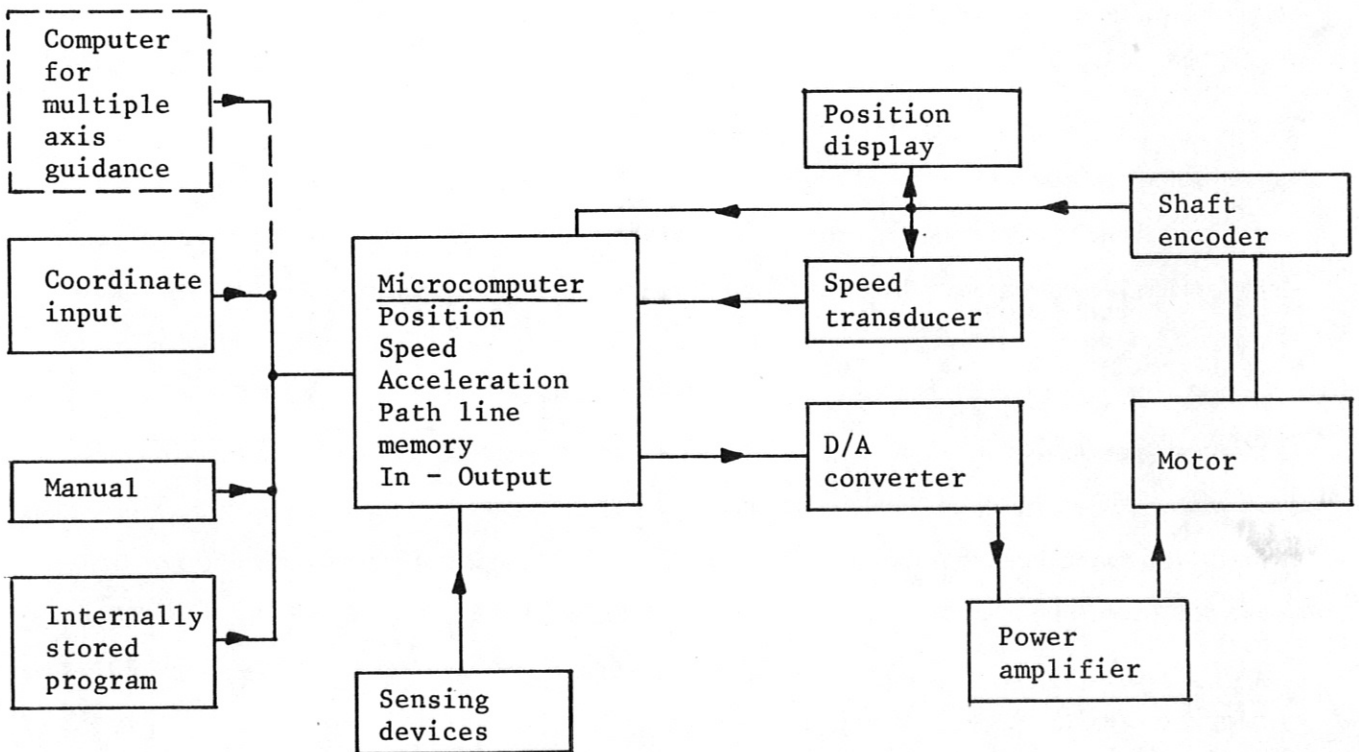 Computer
for
multiple
axis
guidance
Coordinate
input
Manual
Internally
stored
program
Microcomputer
Position
Speed
Acceleration
Path line
memory
In - Output
Sensing
devices
Position
display
Speed
transducer
D/A
converter
Power
amplifier
Shaft
encoder
Motor